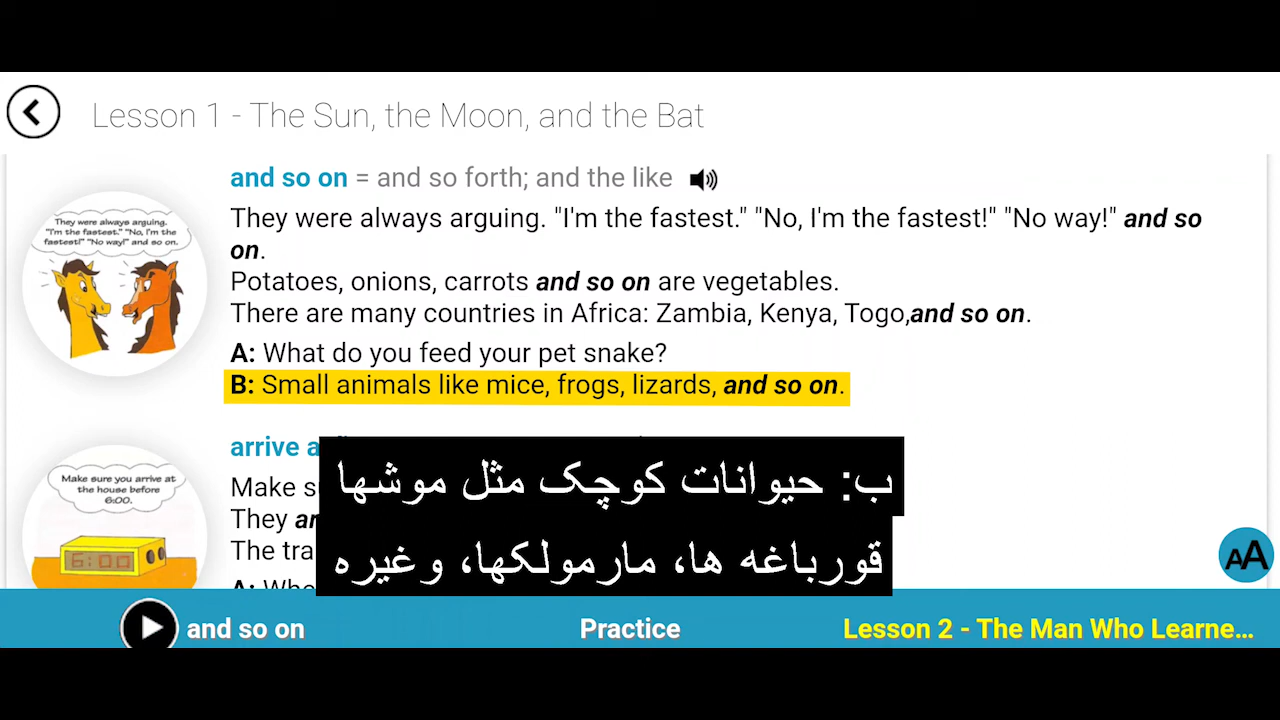 Lesson 1 - The Sun, the Moon, and the Bat
and so on = and so forth; and the like
They were always arguing.
"I'm the fastest." "No, I'm the
fastest!" "No way!" and so on.
They were always arguing. "I'm the fastest." "No, I'm the fastest!" "No way!" and so
on.
Potatoes, onions, carrots and so on are vegetables.
There are many countries in Africa: Zambia, Kenya, Togo,and so on.
A: What do you feed your pet snake?
B: Small animals like mice, frogs, lizards, and so on.
arrive
Make sure you arrive at
the house before
6:00.
6:00
Make
They
The
ب: حیوانات کوچک مثل موشها
قورباغه ها، مارمولکها، وغیره
AA
and so on
Practice
Lesson 2 - The Man Who Learne...